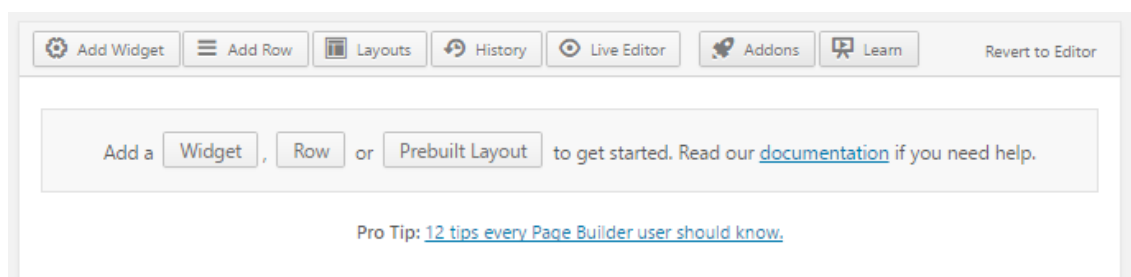 Add Widget Add Row Layouts History Live Editor Addons Learn Revert to Editor
Add a Widget , Row or Prebuilt Layout to get started. Read our documentation if you need help.
Pro Tip: 12 tips every Page Builder user should know.